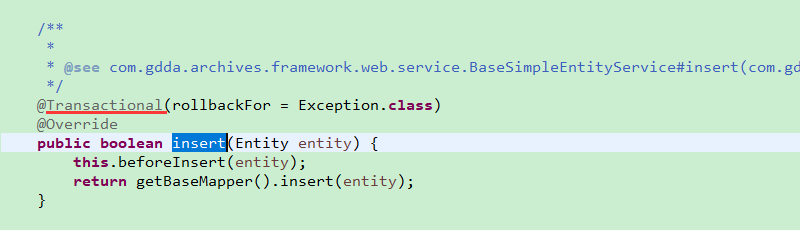 /**
*
* @see com.gdda.archives.framework.web.service.BaseSimpleEntityService#insert(com.gd
*/
@Transactional(rollbackFor = Exception.class)
@Override
public boolean insert(Entity entity) {
this.beforeInsert(entity);
return getBaseMapper().insert(entity);
}